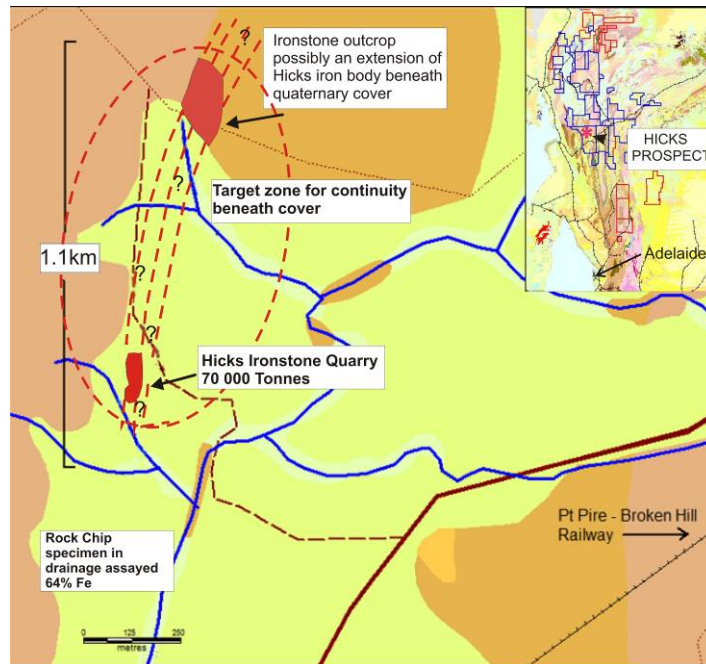 Ironstone outcrop
possibly an extension of
Hicks iron body beneath
quaternary cover
HICKS
PROSPECT
Adelaide
?
Target zone for continuity
beneath cover
?
1.1km
?
?
Hicks Ironstone Quarry
70 000 Tonnes
?
Pt Pire - Broken Hill
Railway
Rock Chip
specimen in
drainage assayed
64% Fe
0 125 250
metres